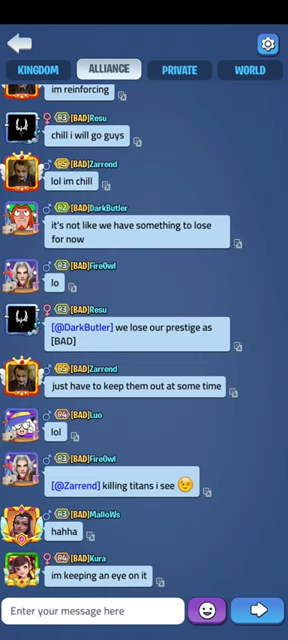 KINGDOM
ALLIANCE
PRIVATE
WORLD
im reinforcing
R3 [BAD]Resu
chill i will go guys
R5 [BAD]Zarrend
lol im chill
R2 [BAD]DarkButler
it's not like we have something to lose
for now
R3 [BAD]FireOwl
lo
R3 [BAD]Resu
[@DarkButler] we lose our prestige as
[BAD]
R5 [BAD]Zarrend
just have to keep them out at some time
R4 [BAD]Luo
lol
R3 [BAD]FireOwl
[@Zarrend] killing titans i see 😉
R3 [BAD]MalloWs
hahha
R4 [BAD]Kura
im keeping an eye on it
Enter your message here